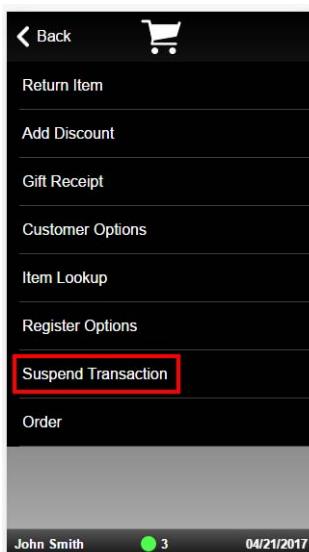 Back
Return Item
Add Discount
Gift Receipt
Customer Options
Item Lookup
Register Options
Suspend Transaction
Order
John Smith 3 04/21/2017